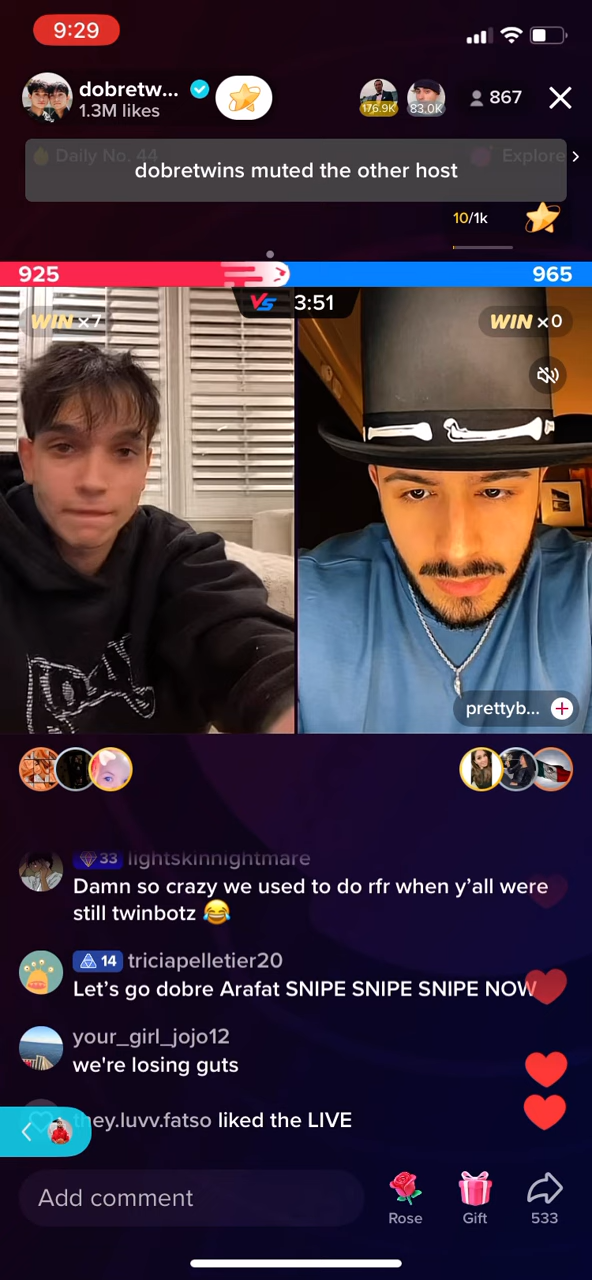 9:29
dobretw...
1.3M likes
176.9K
83.0K
867
Daily No. 44
Explore
dobretwins muted the other host
10/1k
925
965
VS 3:51
WIN x7
WIN x0
prettyb...
33 lightskinnightmare
Damn so crazy we used to do rfr when y’all were
still twinbotz 😂
14 triciapelletier20
Let’s go dobre Arafat SNIPE SNIPE SNIPE NOW
your_girl_jojo12
we're losing guts
they.luvv.fatso liked the LIVE
Add comment
Rose
Gift
533